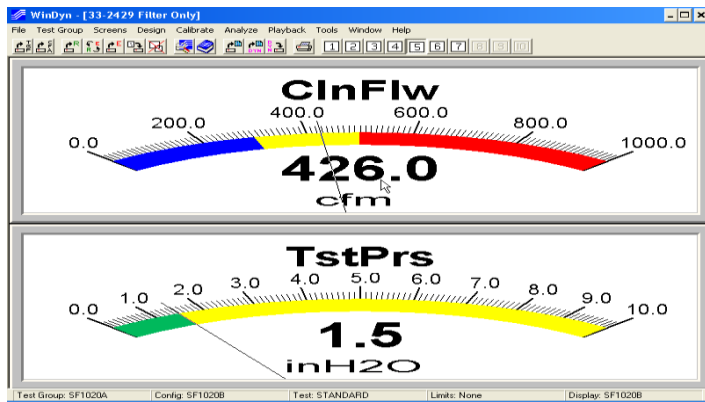 WinDyn - [33-2429 Filter Only]
File Test Group Screens Design Calibrate Analyze Playback Tools Window Help
1 2 3 4 5 6 7 8 9 10
ClnFlw
0.0 200.0 400.0 600.0 800.0 1000.0
426.0
cfm
TstPrs
0.0 1.0 2.0 3.0 4.0 5.0 6.0 7.0 8.0 9.0 10.0
1.5
inH2O
Test Group: SF1020A Config: SF1020B Test: STANDARD Limits: None Display: SF1020B